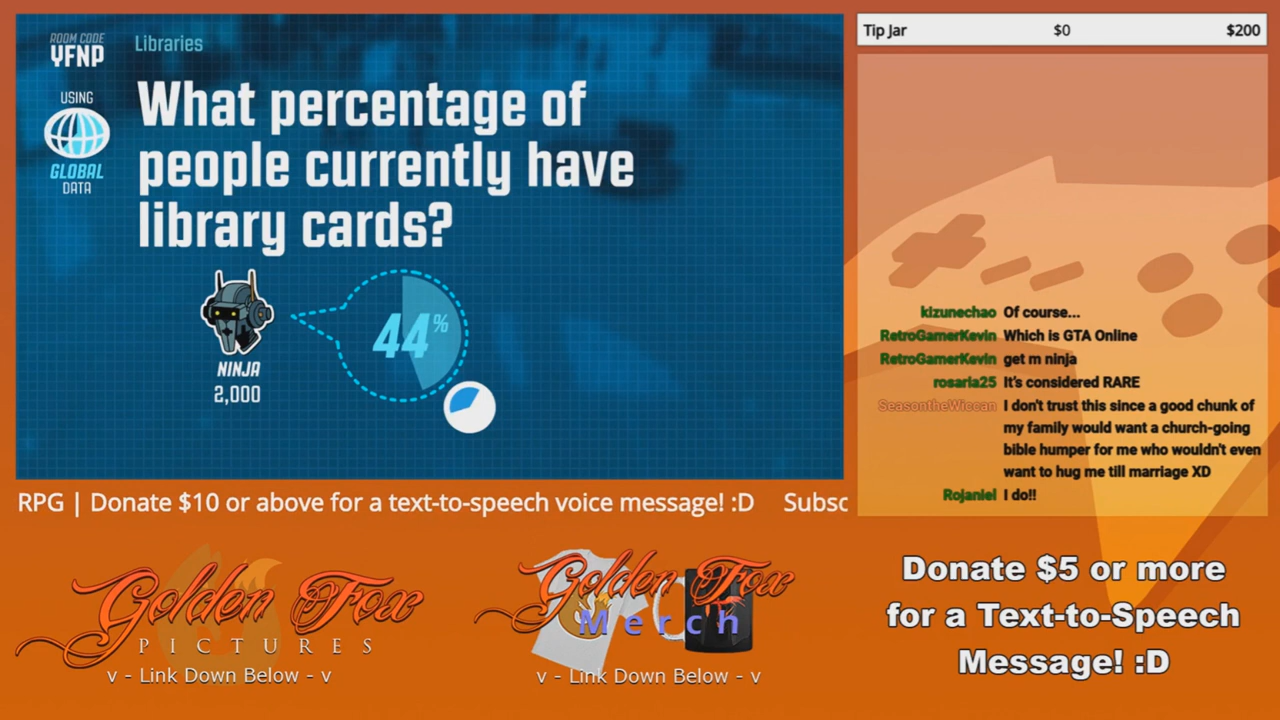 ROOM CODE
YFNP
Libraries
USING
GLOBAL
DATA
What percentage of
people currently have
library cards?
44%
NINJA
2,000
Tip Jar $0 $200
kizunechao Of course...
RetroGamerKevin Which is GTA Online
RetroGamerKevin get m ninja
rosaria25 It's considered RARE
SeasontheWiccan I don't trust this since a good chunk of
my family would want a church-going
bible humper for me who wouldn't even
want to hug me till marriage XD
Rojaniel I do!!
RPG | Donate $10 or above for a text-to-speech voice message! :D Subsc
Golden Fox
PICTURES
v - Link Down Below - v
Golden Fox
Merch
v - Link Down Below - v
Donate $5 or more
for a Text-to-Speech
Message! :D